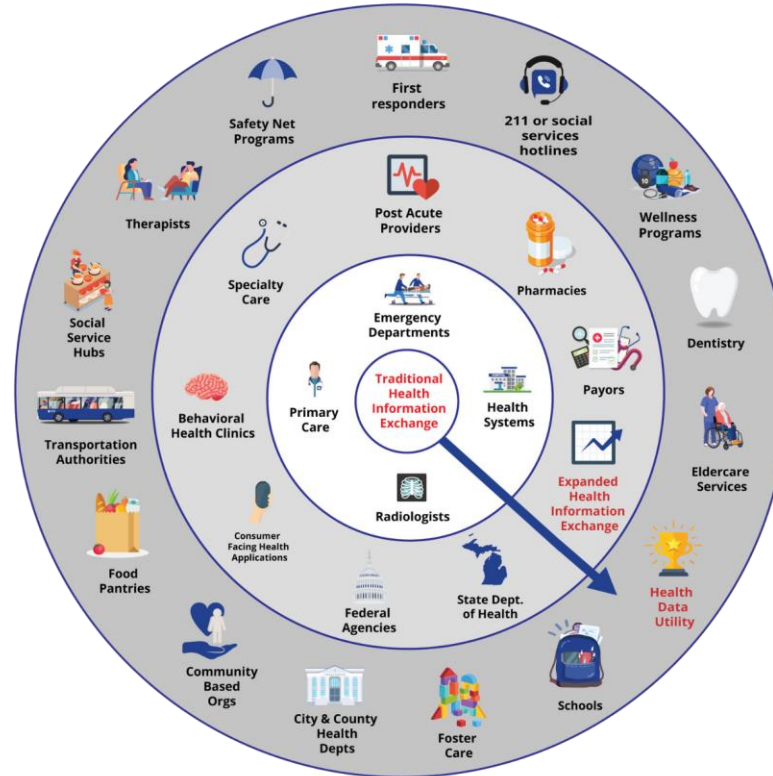 First
responders
Safety Net
Programs
211 or social
services
hotlines
Therapists
Wellness
Programs
Post Acute
Providers
Specialty
Care
Pharmacies
Social
Service
Hubs
Dentistry
Emergency
Departments
Payors
Traditional
Health
Information
Exchange
Primary
Care
Health
Systems
Behavioral
Health Clinics
Transportation
Authorities
Eldercare
Services
Expanded
Health
Information
Exchange
Radiologists
Consumer
Facing Health
Applications
Food
Pantries
Federal
Agencies
State Dept.
of Health
Health
Data
Utility
Community
Based
Orgs
City & County
Health
Depts
Foster
Care
Schools